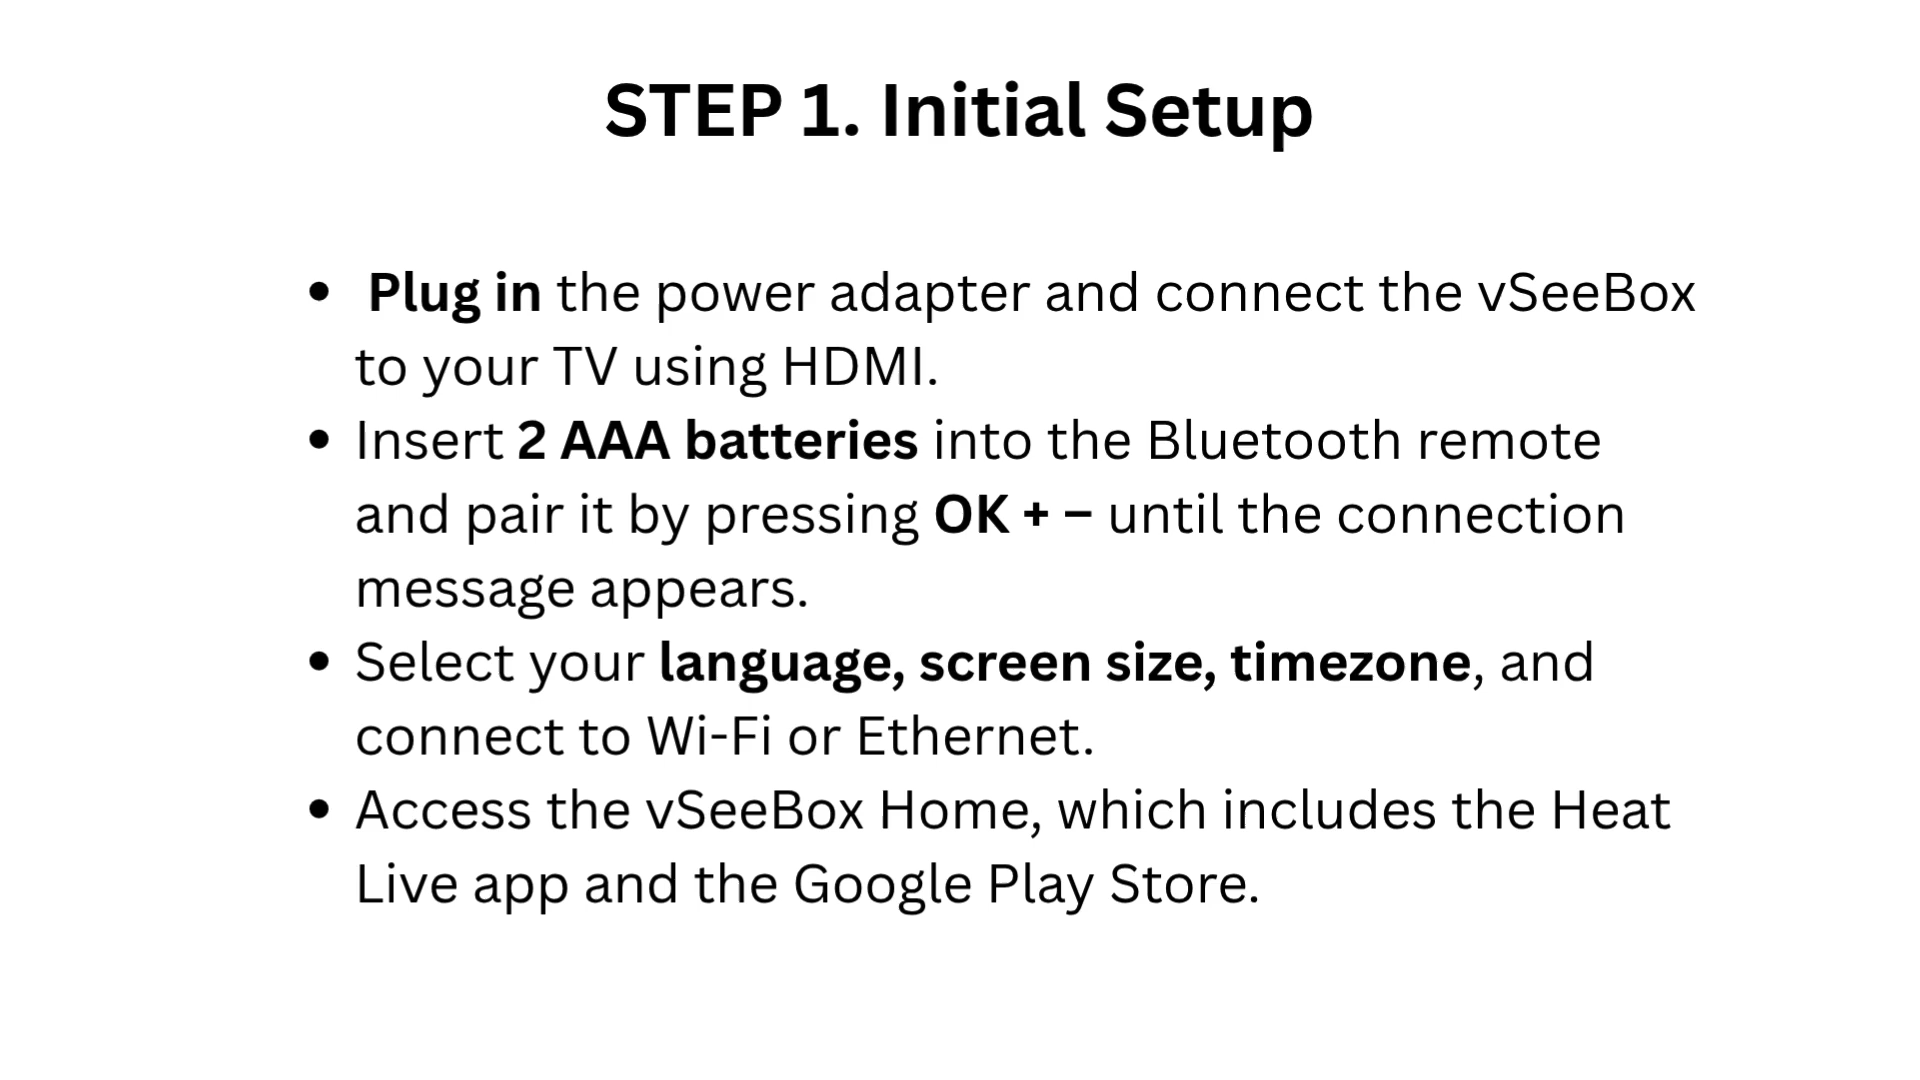 STEP 1. Initial Setup
• Plug in the power adapter and connect the vSeeBox
to your TV using HDMI.
• Insert 2 AAA batteries into the Bluetooth remote
and pair it by pressing OK + – until the connection
message appears.
• Select your language, screen size, timezone, and
connect to Wi-Fi or Ethernet.
• Access the vSeeBox Home, which includes the Heat
Live app and the Google Play Store.